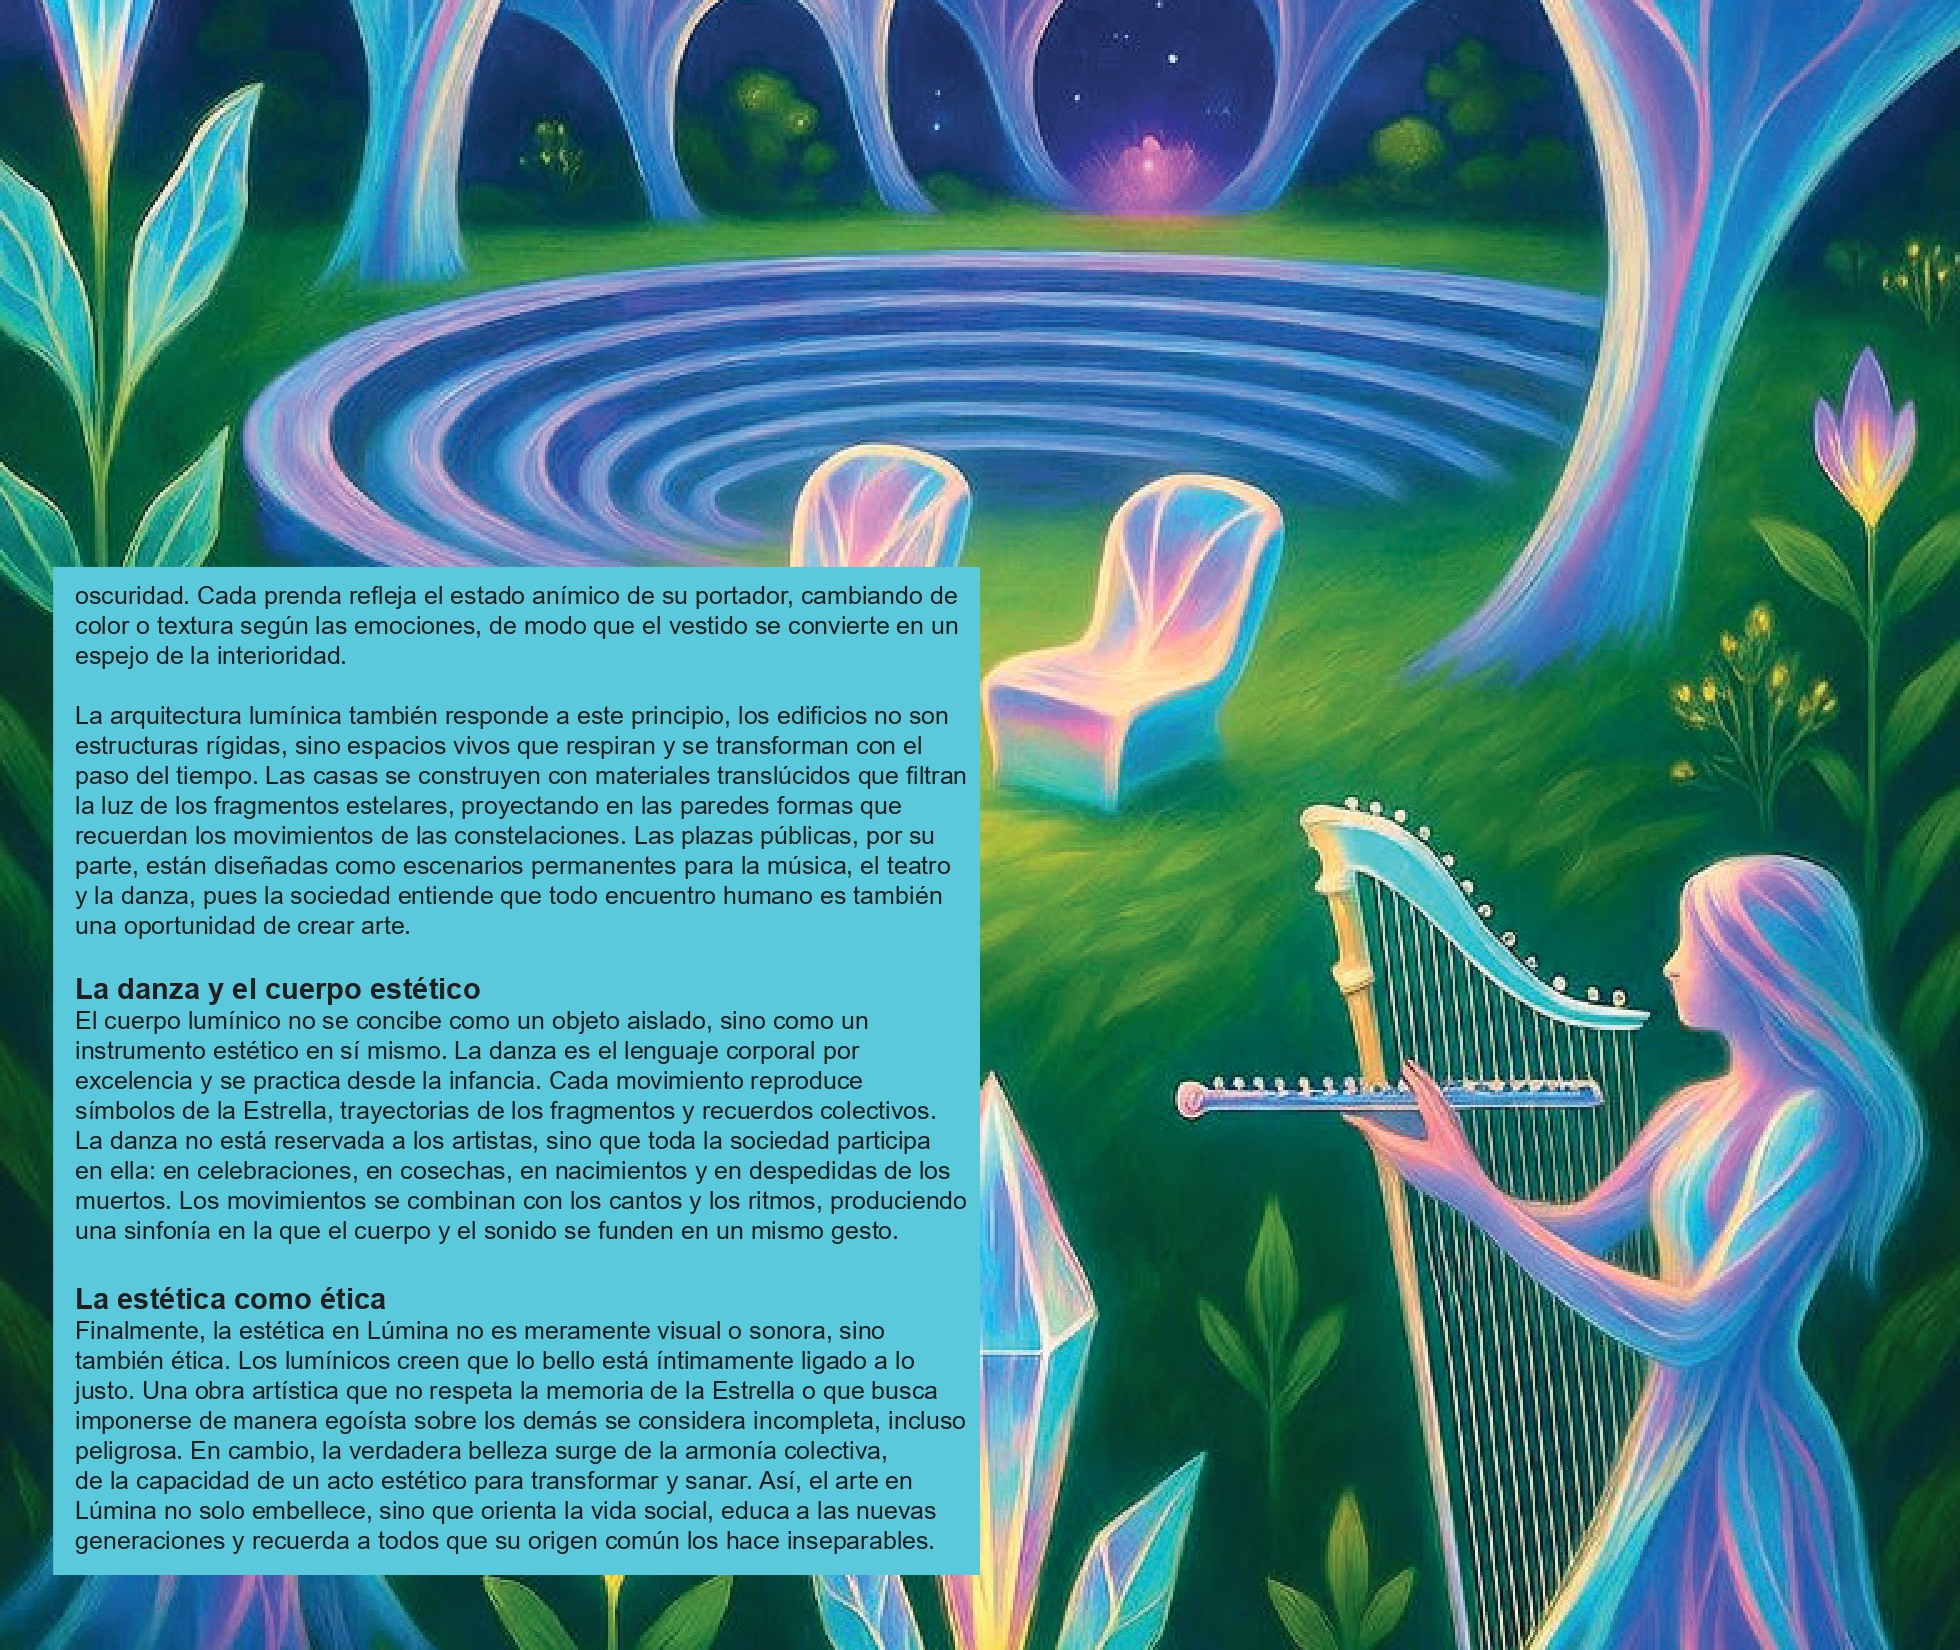 oscuridad. Cada prenda refleja el estado anímico de su portador, cambiando de
color o textura según las emociones, de modo que el vestido se convierte en un
espejo de la interioridad.
La arquitectura lumínica también responde a este principio, los edificios no son
estructuras rígidas, sino espacios vivos que respiran y se transforman con el
paso del tiempo. Las casas se construyen con materiales translúcidos que filtran
la luz de los fragmentos estelares, proyectando en las paredes formas que
recuerdan los movimientos de las constelaciones. Las plazas públicas, por su
parte, están diseñadas como escenarios permanentes para la música, el teatro
y la danza, pues la sociedad entiende que todo encuentro humano es también
una oportunidad de crear arte.
La danza y el cuerpo estético
El cuerpo lumínico no se concibe como un objeto aislado, sino como un
instrumento estético en sí mismo. La danza es el lenguaje corporal por
excelencia y se practica desde la infancia. Cada movimiento reproduce
símbolos de la Estrella, trayectorias de los fragmentos y recuerdos colectivos.
La danza no está reservada a los artistas, sino que toda la sociedad participa
en ella: en celebraciones, en cosechas, en nacimientos y en despedidas de los
muertos. Los movimientos se combinan con los cantos y los ritmos, produciendo
una sinfonía en la que el cuerpo y el sonido se funden en un mismo gesto.
La estética como ética
Finalmente, la estética en Lúmina no es meramente visual o sonora, sino
también ética. Los lumínicos creen que lo bello está íntimamente ligado a lo
justo. Una obra artística que no respeta la memoria de la Estrella o que busca
imponerse de manera egoísta sobre los demás se considera incompleta, incluso
peligrosa. En cambio, la verdadera belleza surge de la armonía colectiva,
de la capacidad de un acto estético para transformar y sanar. Así, el arte en
Lúmina no solo embellece, sino que orienta la vida social, educa a las nuevas
generaciones y recuerda a todos que su origen común los hace inseparables.